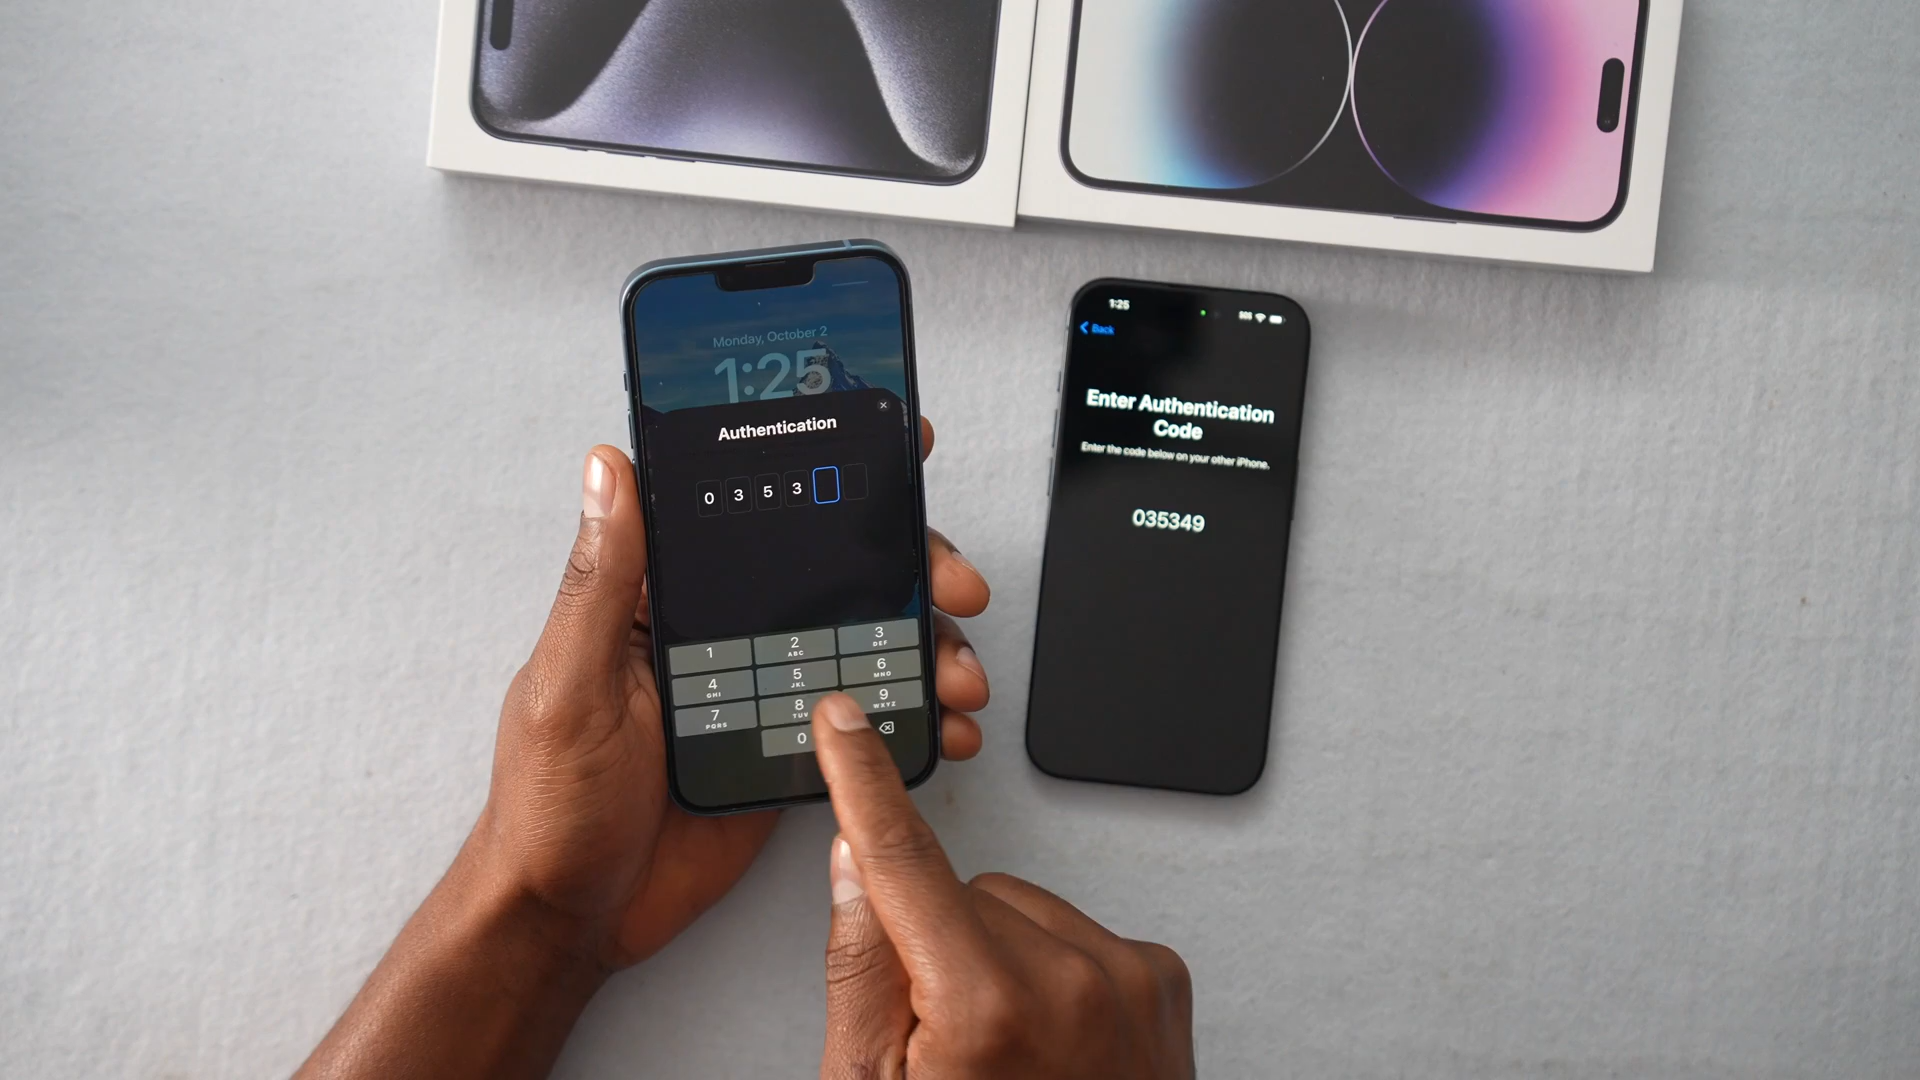 Monday, October 2
1:25
Authentication
0 3 5 3
1
2
ABC
3
DEF
4
GHI
5
JKL
6
MNO
7
PQRS
8
TUV
9
WXYZ
0
1:25
SOS
Back
Enter Authentication
Code
Enter the code below on your other iPhone.
035349